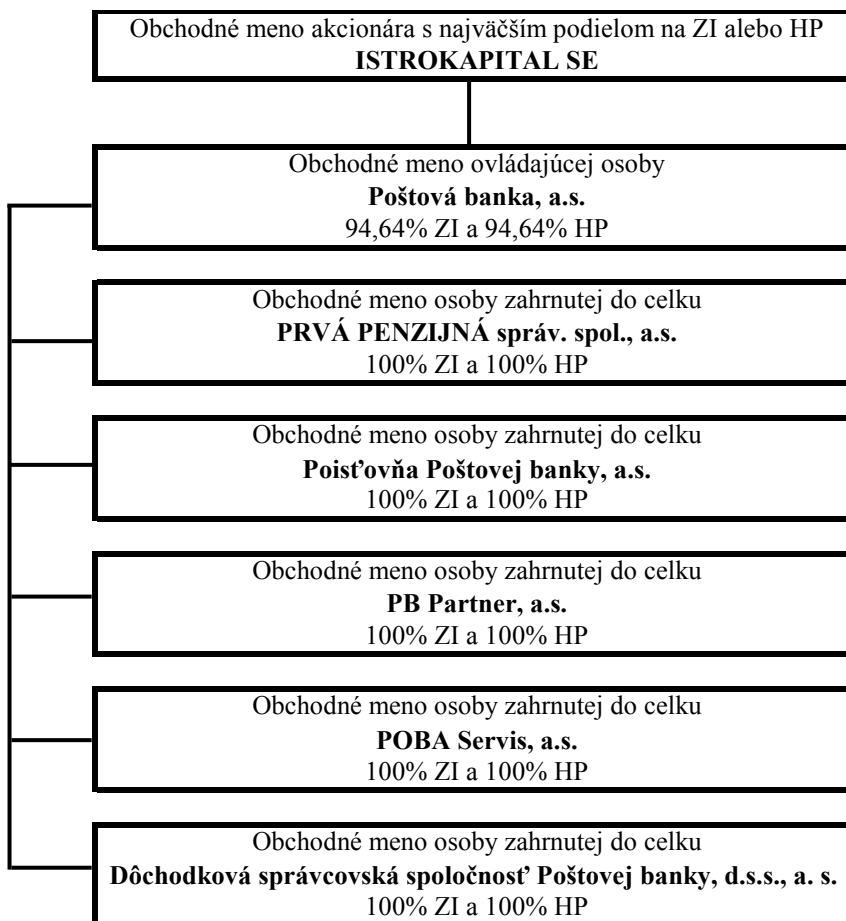 Obchodné meno akcionára s najväčším podielom na ZI alebo HP
ISTROKAPITAL SE
Obchodné meno ovládajúcej osoby
Poštová banka, a.s.
94,64% ZI a 94,64% HP
Obchodné meno osoby zahrnutej do celku
PRVÁ PENZIJNÁ správ. spol., a.s.
100% ZI a 100% HP
Obchodné meno osoby zahrnutej do celku
Poisťovňa Poštovej banky, a.s.
100% ZI a 100% HP
Obchodné meno osoby zahrnutej do celku
PB Partner, a.s.
100% ZI a 100% HP
Obchodné meno osoby zahrnutej do celku
POBA Servis, a.s.
100% ZI a 100% HP
Obchodné meno osoby zahrnutej do celku
Dôchodková správcovská spoločnosť Poštovej banky, d.s.s., a. s.
100% ZI a 100% HP